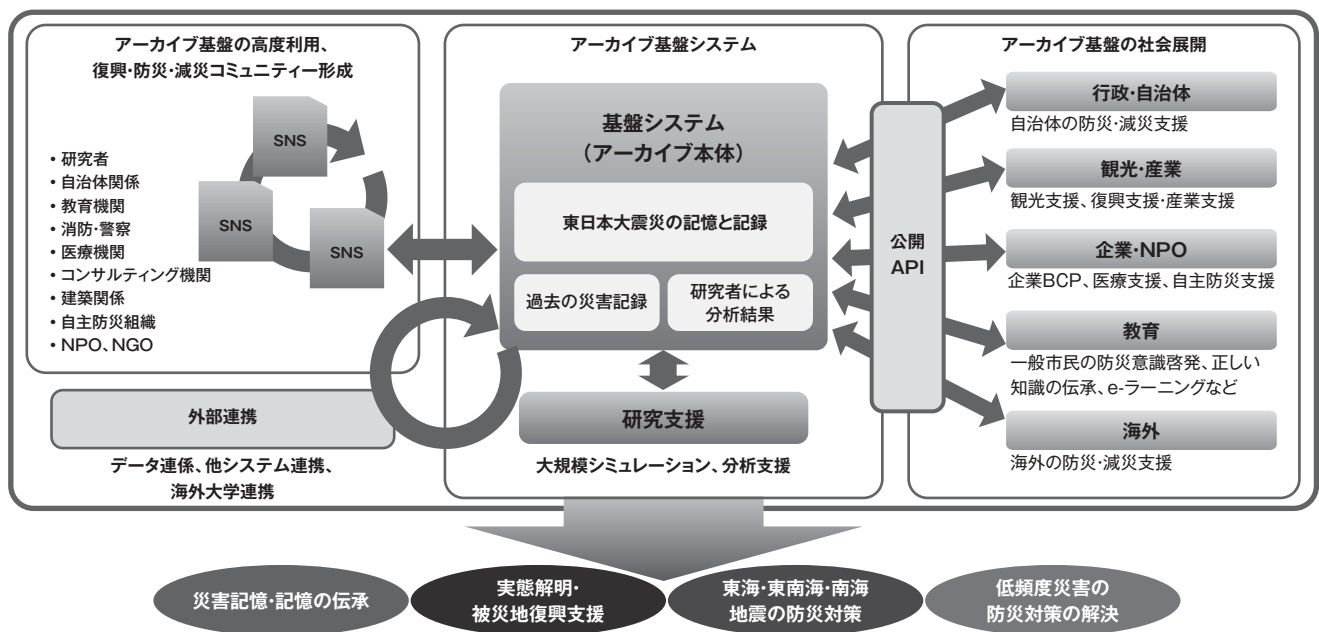 アーカイブ基盤の高度利用、
復興・防災・減災コミュニティー形成
SNS
SNS
SNS
・研究者
・自治体関係
・教育機関
・消防・警察
・医療機関
・コンサルティング機関
・建築関係
・自主防災組織
・NPO、NGO
外部連携
データ連係、他システム連携、
海外大学連携
アーカイブ基盤システム
基盤システム
（アーカイブ本体）
東日本大震災の記憶と記録
過去の災害記録
研究者による
分析結果
研究支援
大規模シミュレーション、分析支援
公開
API
アーカイブ基盤の社会展開
行政・自治体
自治体の防災・減災支援
観光・産業
観光支援、復興支援・産業支援
企業・NPO
企業BCP、医療支援、自主防災支援
教育
一般市民の防災意識啓発、正しい
知識の伝承、e-ラーニングなど
海外
海外の防災・減災支援
災害記憶・記憶の伝承
実態解明・
被災地復興支援
東海・東南海・南海
地震の防災対策
低頻度災害の
防災対策の解決